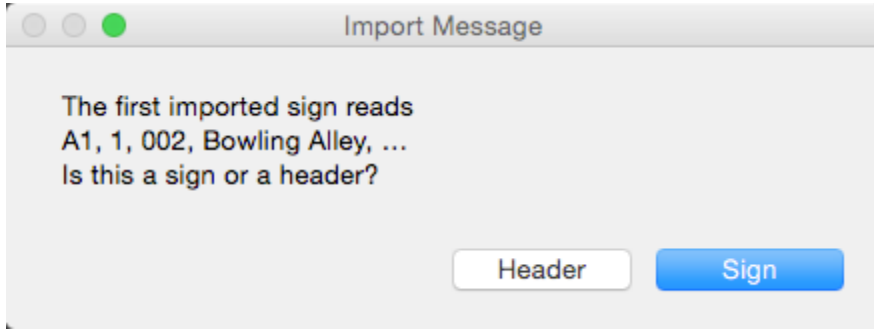 Import Message
The first imported sign reads
A1, 1, 002, Bowling Alley, ...
Is this a sign or a header?
Header
Sign